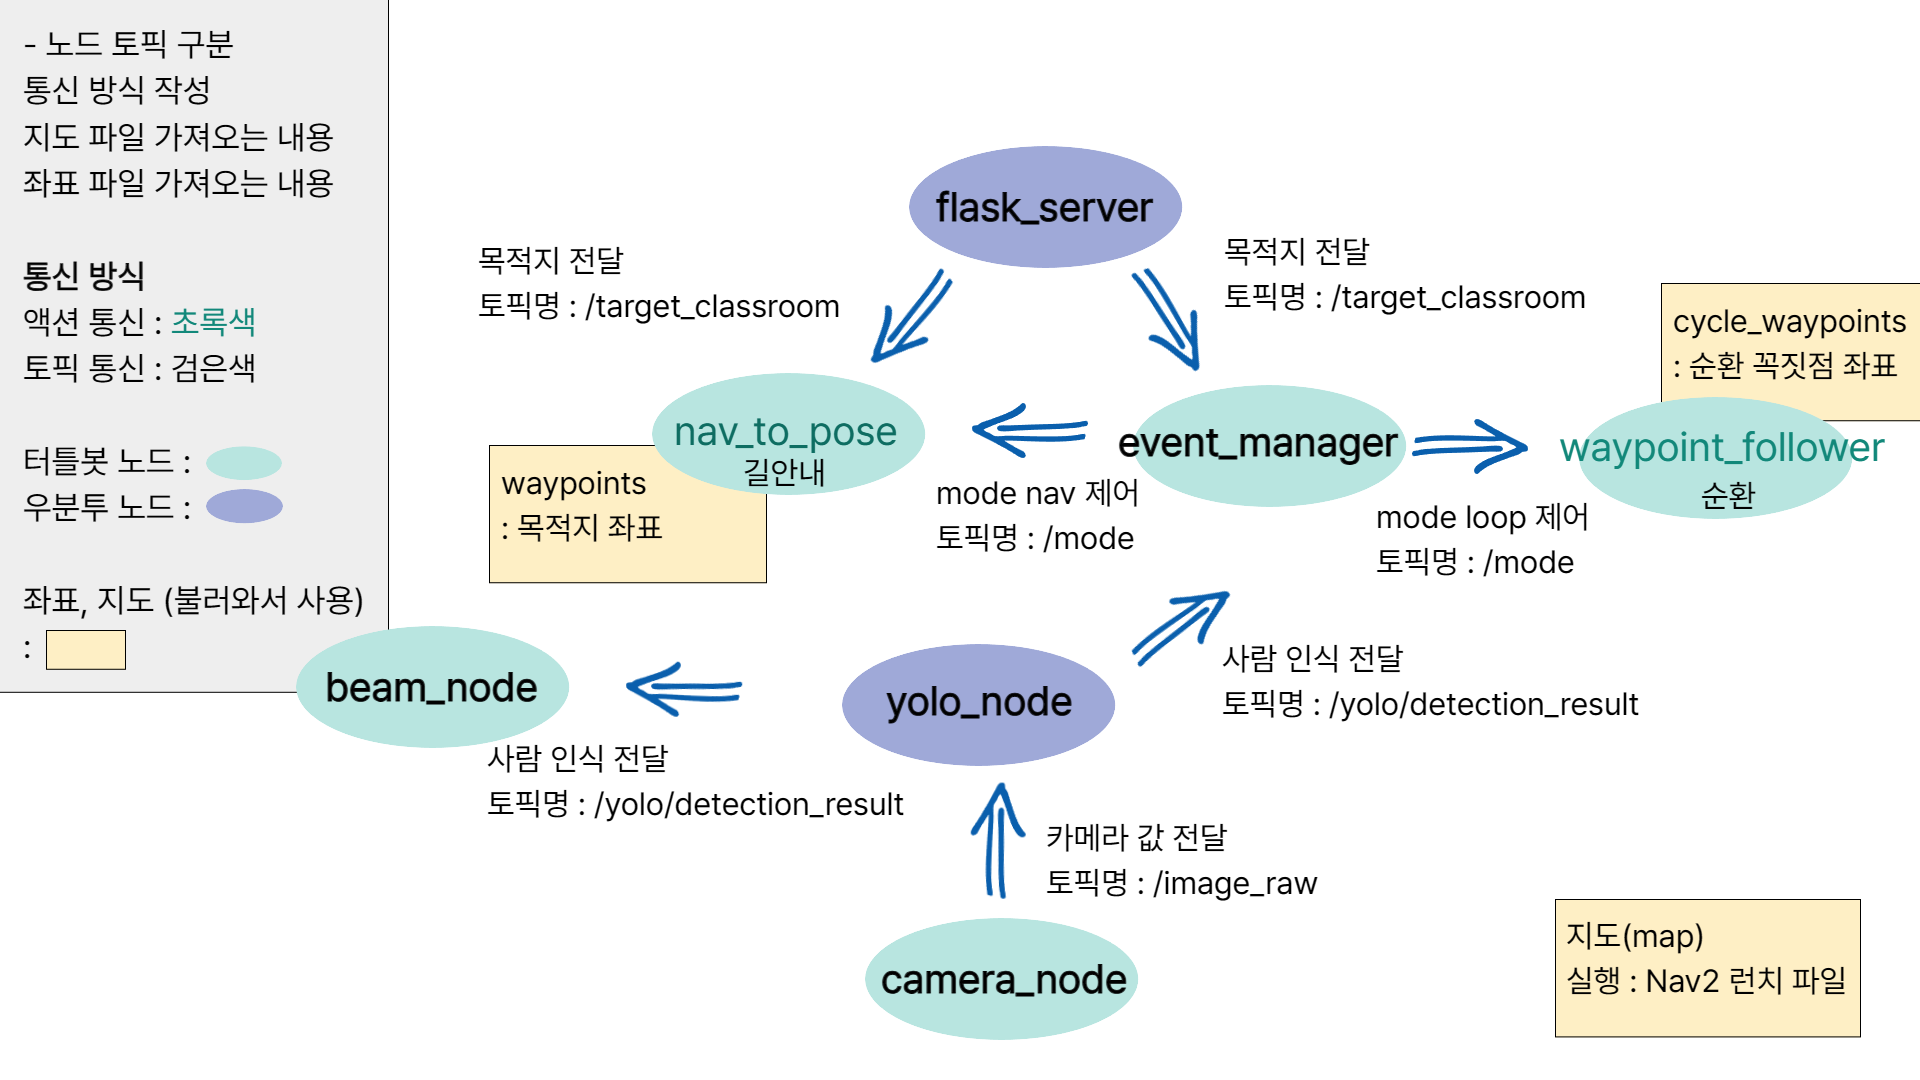 - 노드 토픽 구분
통신 방식 작성
지도 파일 가져오는 내용
좌표 파일 가져오는 내용
통신 방식
액션 통신 : 초록색
토픽 통신 : 검은색
터틀봇 노드 :
우분투 노드 :
좌표, 지도 (불러와서 사용)
:
flask_server
목적지 전달
토픽명 : /target_classroom
목적지 전달
토픽명 : /target_classroom
cycle_waypoints
: 순환 꼭짓점 좌표
nav_to_pose
길안내
waypoints
: 목적지 좌표
event_manager
waypoint_follower
순환
mode nav 제어
토픽명 : /mode
mode loop 제어
토픽명 : /mode
beam_node
yolo_node
사람 인식 전달
토픽명 : /yolo/detection_result
사람 인식 전달
토픽명 : /yolo/detection_result
카메라 값 전달
토픽명 : /image_raw
camera_node
지도(map)
실행 : Nav2 런치 파일